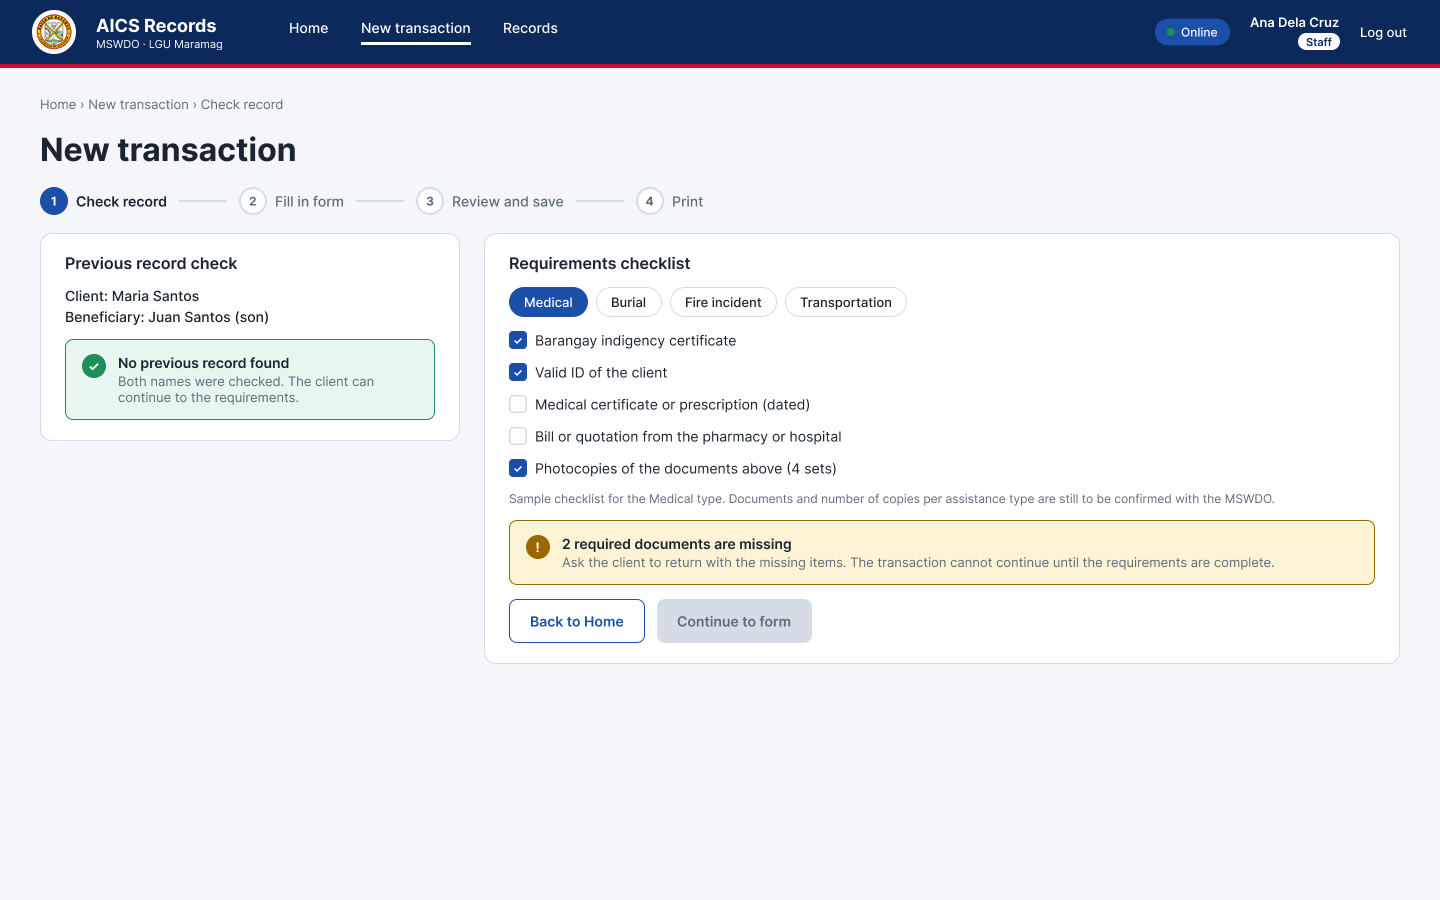 AICS Records
MSWDO · LGU Maramag
Home
New transaction
Records
Online
Ana Dela Cruz
Staff
Log out
Home › New transaction › Check record
New transaction
1 Check record
2 Fill in form
3 Review and save
4 Print
Previous record check
Client: Maria Santos
Beneficiary: Juan Santos (son)
No previous record found
Both names were checked. The client can
continue to the requirements.
Requirements checklist
Medical
Burial
Fire incident
Transportation
Barangay indigency certificate
Valid ID of the client
Medical certificate or prescription (dated)
Bill or quotation from the pharmacy or hospital
Photocopies of the documents above (4 sets)
Sample checklist for the Medical type. Documents and number of copies per assistance type are still to be confirmed with the MSWDO.
! 2 required documents are missing
Ask the client to return with the missing items. The transaction cannot continue until the requirements are complete.
Back to Home
Continue to form